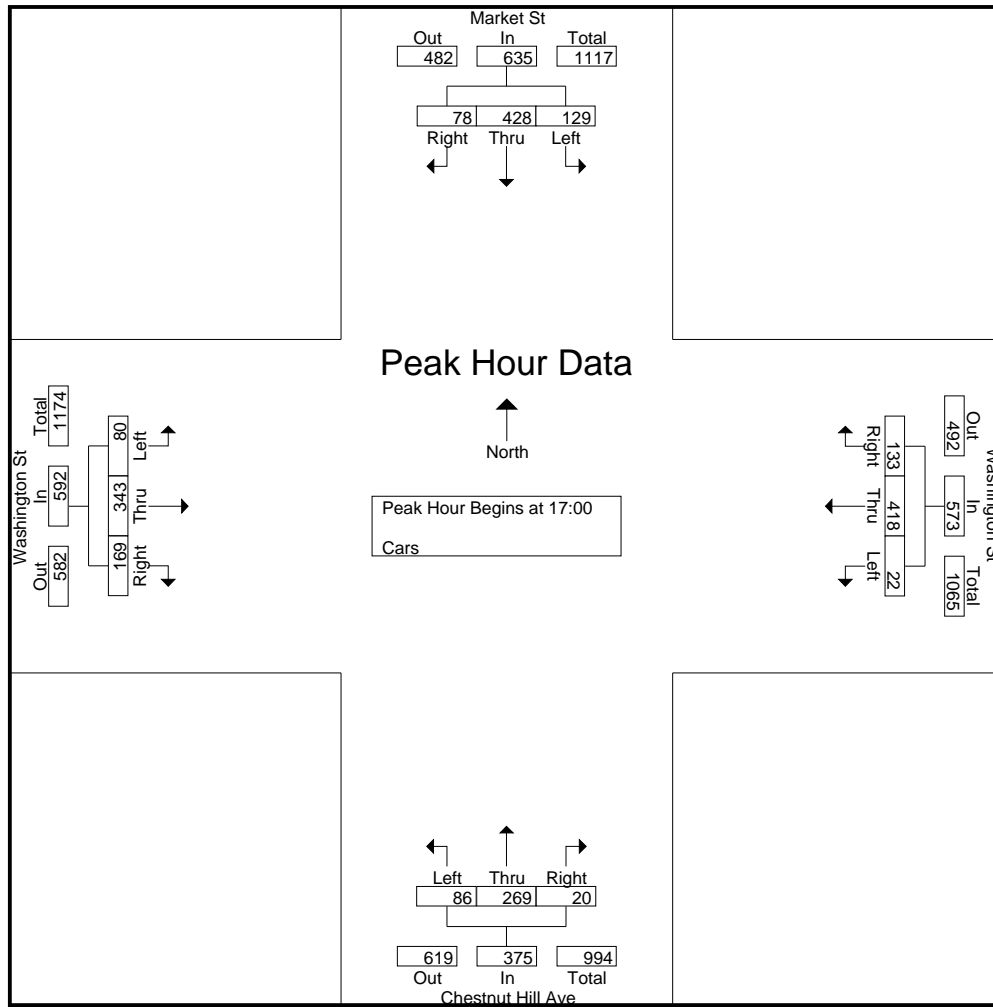 Market St
Out In Total
482 635 1117
78 428 129
Right Thru Left
Peak Hour Data
North
Peak Hour Begins at 17:00
Cars
Washington St
Total In Out
1174 592 582
80 343 169
Left Thru Right
Washington St
Out In Total
492 573 1065
133 418 22
Right Thru Left
Left Thru Right
86 269 20
619 375 994
Out In Total
Chestnut Hill Ave